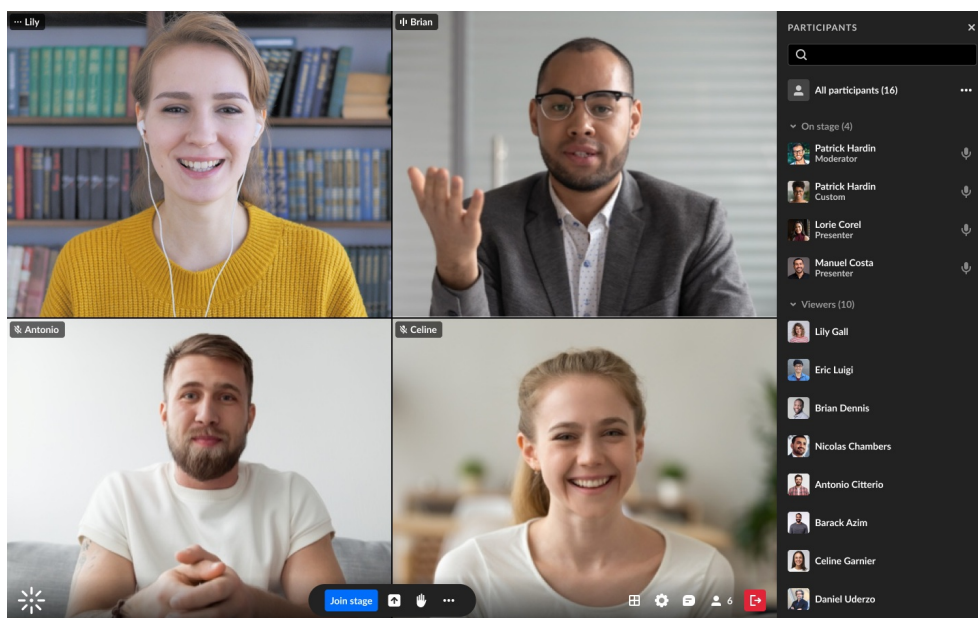 Lily
Brian
Antonio
Celine
Join stage
6
PARTICIPANTS
All participants (16)
On stage (4)
Patrick Hardin
Moderator
Patrick Hardin
Custom
Lorie Corel
Presenter
Manuel Costa
Presenter
Viewers (10)
Lily Gall
Eric Luigi
Brian Dennis
Nicolas Chambers
Antonio Citterio
Barack Azim
Celine Garnier
Daniel Uderzo